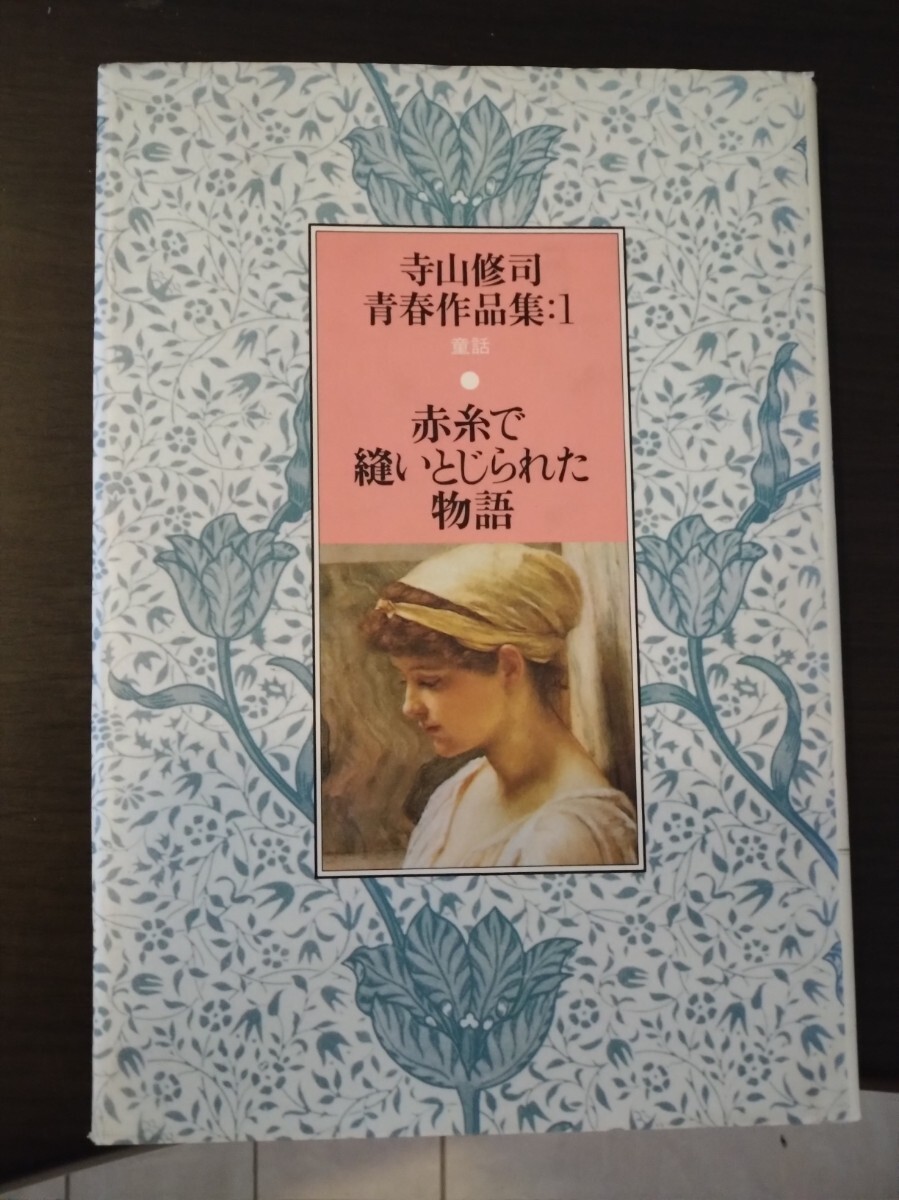 寺山修司
青春作品集:1
童話
赤糸で
縫いとじられた
物語